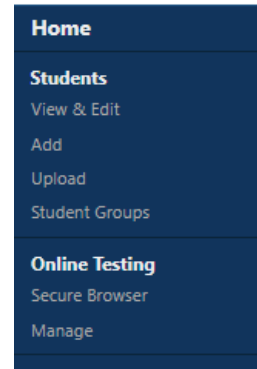 Home
Students
View & Edit
Add
Upload
Student Groups
Online Testing
Secure Browser
Manage